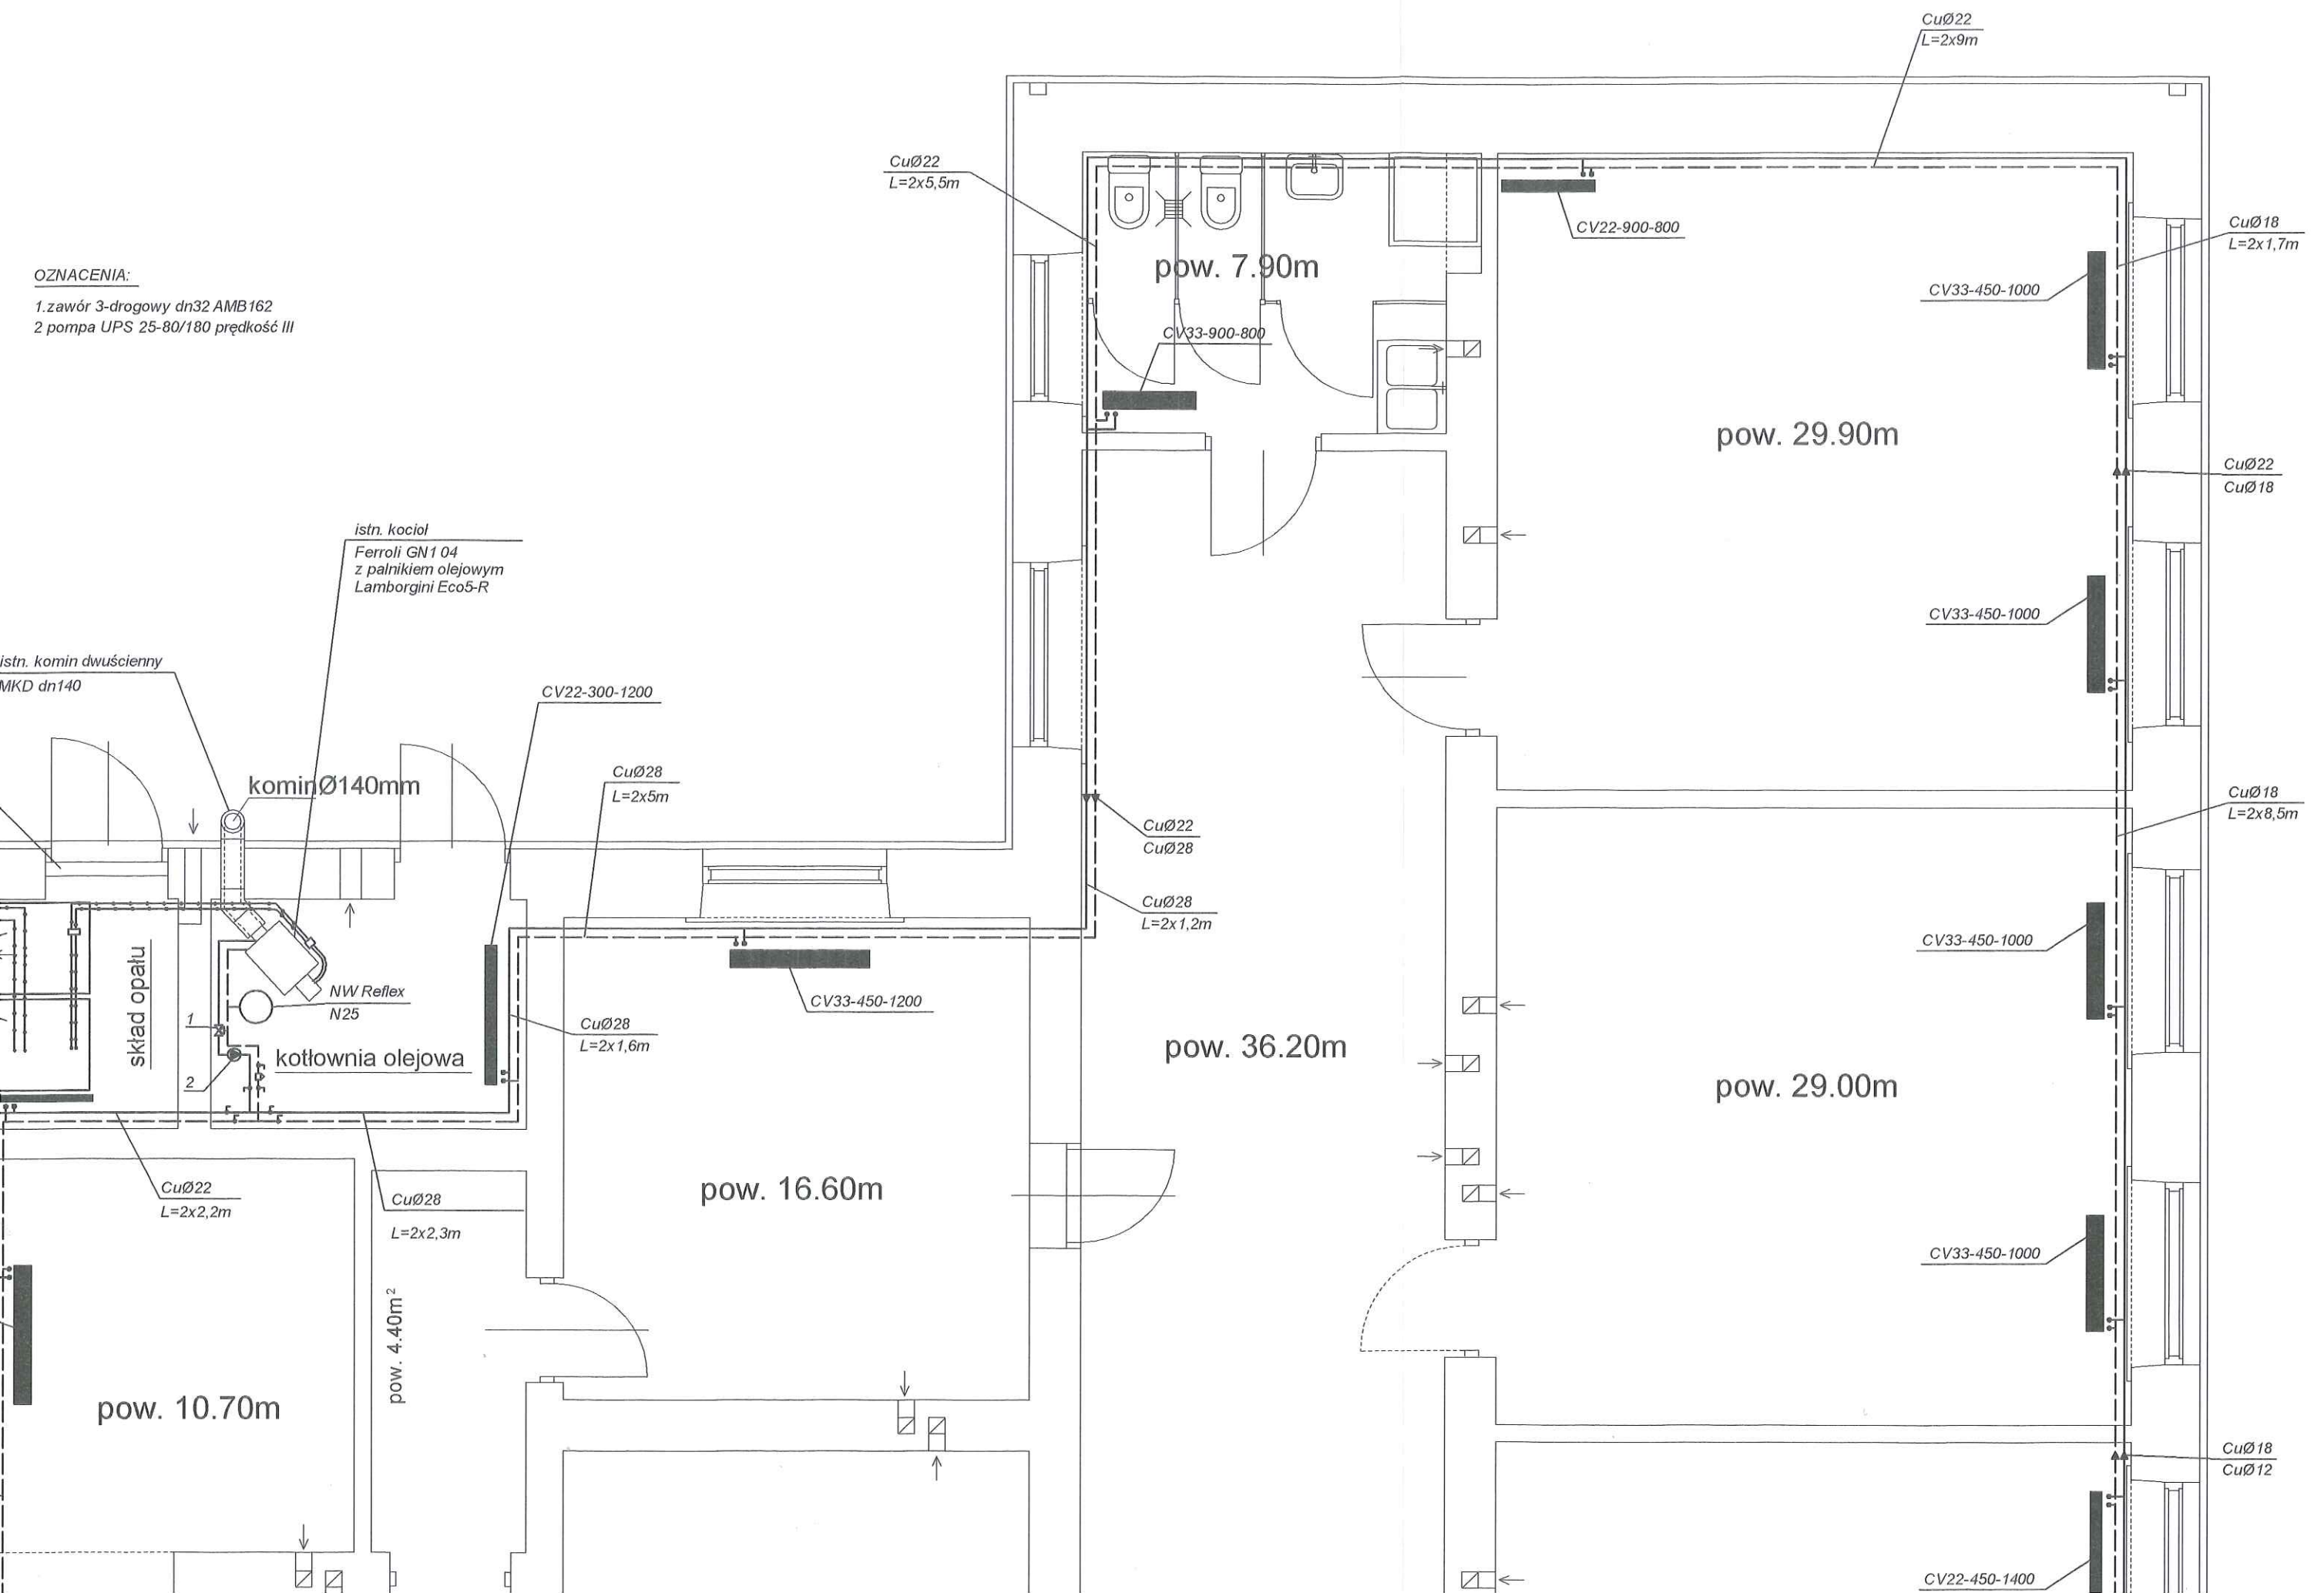 CuØ22
L=2x9m
CuØ22
L=2x5,5m
CV22-900-800
CuØ18
L=2x1,7m
pow. 7.90m
OZNACENIA:
1.zawór 3-drogowy dn32 AMB162
2 pompa UPS 25-80/180 prędkość III
CV33-450-1000
CV33-900-800
pow. 29.90m
CuØ22
CuØ18
istn. kocioł
Ferroli GN1 04
z palnikiem olejowym
Lamborgini Eco5-R
CV33-450-1000
istn. komin dwuścienny
MKD dn140
CV22-300-1200
kominØ140mm
CuØ28
L=2x5m
CuØ18
L=2x8,5m
CuØ22
CuØ28
CuØ28
L=2x1,2m
CV33-450-1000
skład opału
NW Reflex
N25
CV33-450-1200
1
CuØ28
L=2x1,6m
kotłownia olejowa
2
pow. 36.20m
pow. 29.00m
CuØ22
L=2x2,2m
CuØ28
L=2x2,3m
pow. 16.60m
CV33-450-1000
pow. 4.40m²
pow. 10.70m
CuØ18
CuØ12
CV22-450-1400